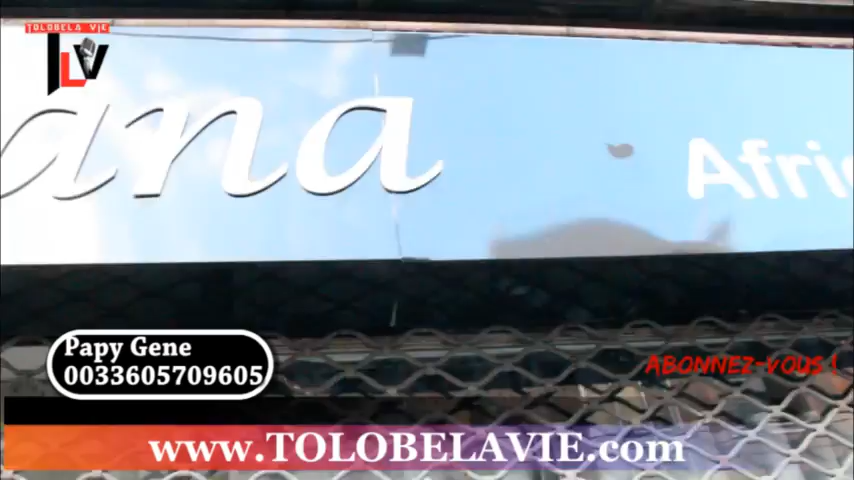 TOLOBELA VIE
TLV
ana
Afri
Papy Gene
0033605709605
ABONNEZ-VOUS !
www.TOLOBELAVIE.com